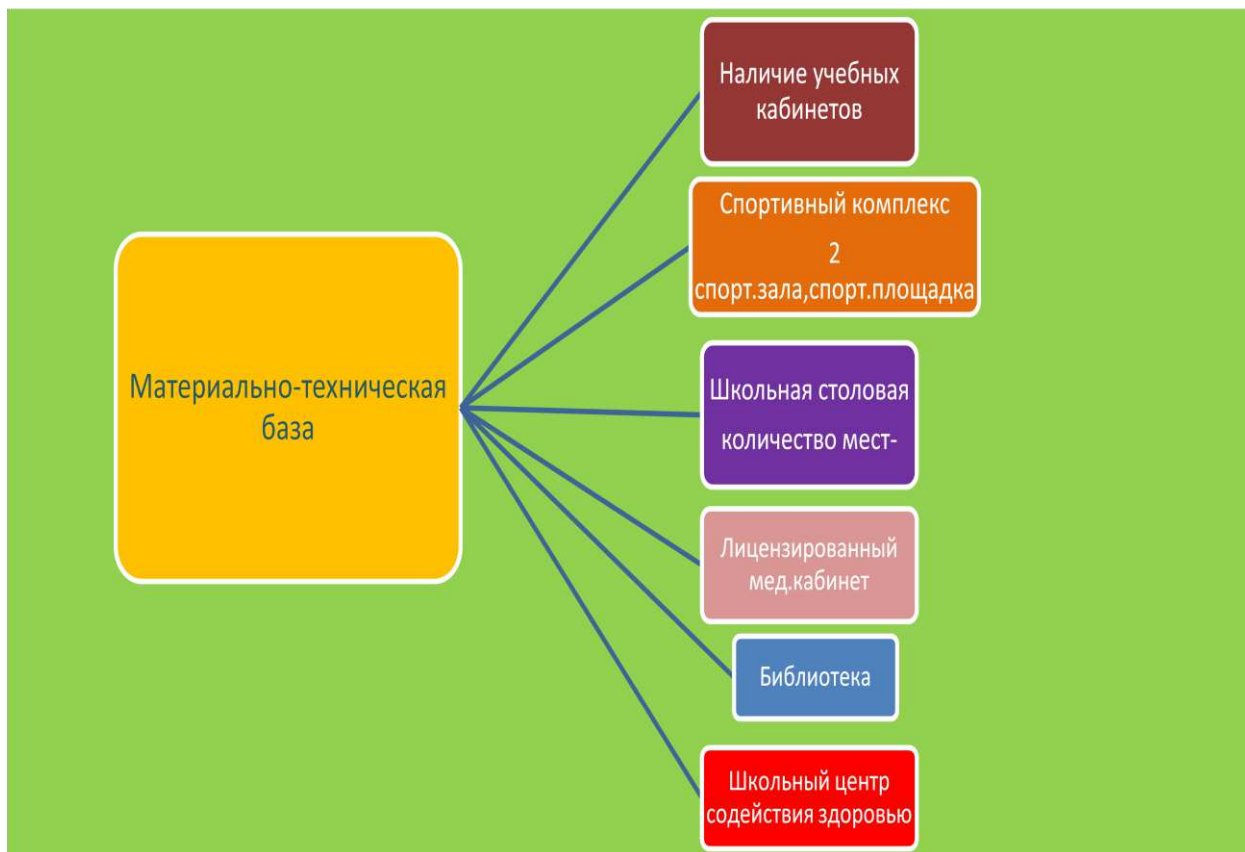 Наличие учебных
кабинетов
Спортивный комплекс
2
спорт.зала,спорт.площадка
Материально-техническая
база
Школьная столовая
количество мест-
Лицензированный
мед.кабинет
Библиотека
Школьный центр
содействия здоровью